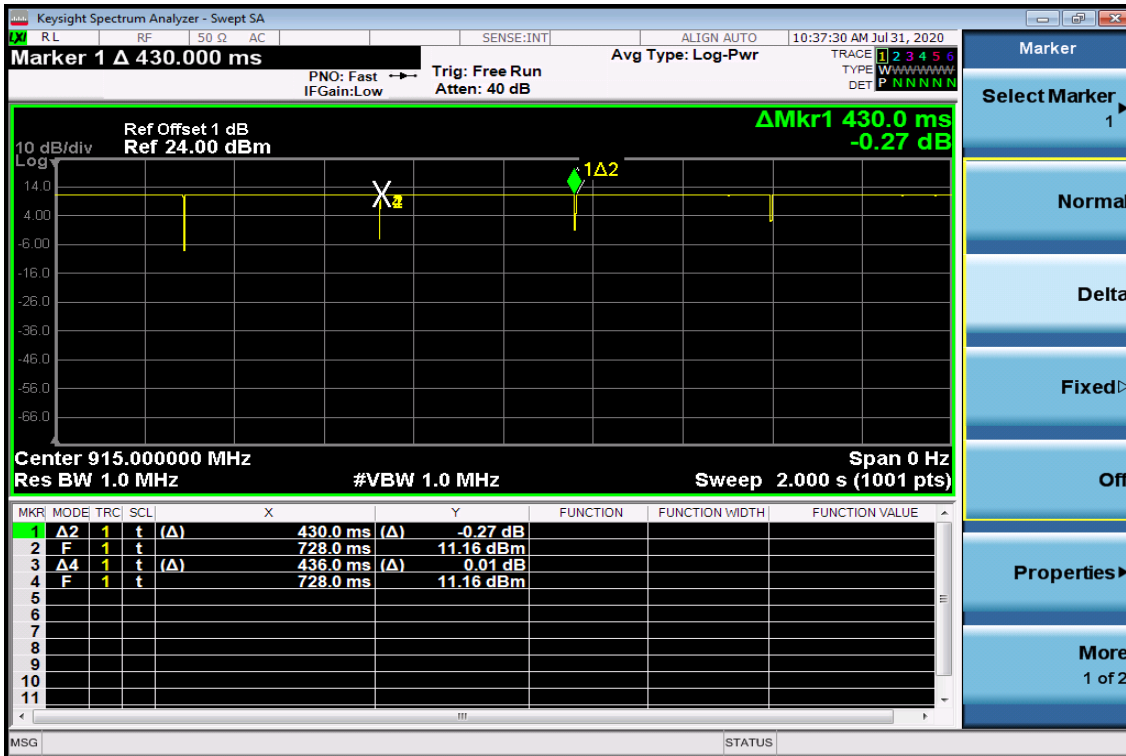 Keysight Spectrum Analyzer - Swept SA
LXI RL RF 50 Ω AC SENSE:INT ALIGN AUTO 10:37:30 AM Jul 31, 2020
Marker 1 Δ 430.000 ms
PNO: Fast
IFGain:Low
Trig: Free Run
Atten: 40 dB
Avg Type: Log-Pwr
TRACE 1 2 3 4 5 6
TYPE W W W W W W W
DET P N N N N N
ΔMkr1 430.0 ms
-0.27 dB
Ref Offset 1 dB
10 dB/div Ref 24.00 dBm
Log
1Δ2
14.0
4.00
-6.00
-16.0
-26.0
-36.0
-46.0
-56.0
-66.0
Center 915.000000 MHz Span 0 Hz
Res BW 1.0 MHz #VBW 1.0 MHz Sweep 2.000 s (1001 pts)
MKR MODE TRC SCL X Y FUNCTION FUNCTION WIDTH FUNCTION VALUE
1 Δ2 1 t (Δ) 430.0 ms (Δ) -0.27 dB
2 F 1 t 728.0 ms 11.16 dBm
3 Δ4 1 t (Δ) 436.0 ms (Δ) 0.01 dB
4 F 1 t 728.0 ms 11.16 dBm
5
6
7
8
9
10
11
MSG STATUS
Marker
Select Marker
1
Normal
Delta
Fixed
Off
Properties
More
1 of 2